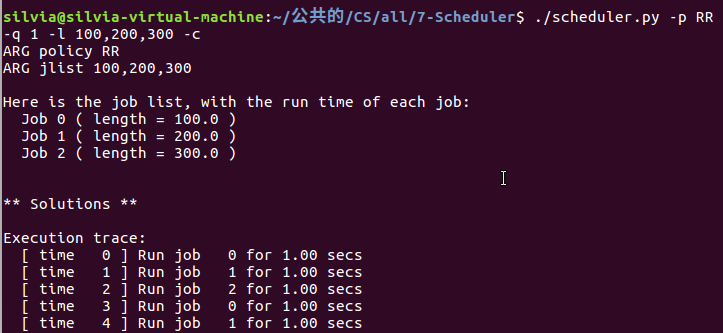 silvia@silvia-virtual-machine:~/公共的/CS/all/7-Scheduler$ ./scheduler.py -p RR
-q 1 -l 100,200,300 -c
ARG policy RR
ARG jlist 100,200,300

Here is the job list, with the run time of each job:
  Job 0 ( length = 100.0 )
  Job 1 ( length = 200.0 )
  Job 2 ( length = 300.0 )

** Solutions **

Execution trace:
  [ time   0 ] Run job   0 for 1.00 secs
  [ time   1 ] Run job   1 for 1.00 secs
  [ time   2 ] Run job   2 for 1.00 secs
  [ time   3 ] Run job   0 for 1.00 secs
  [ time   4 ] Run job   1 for 1.00 secs